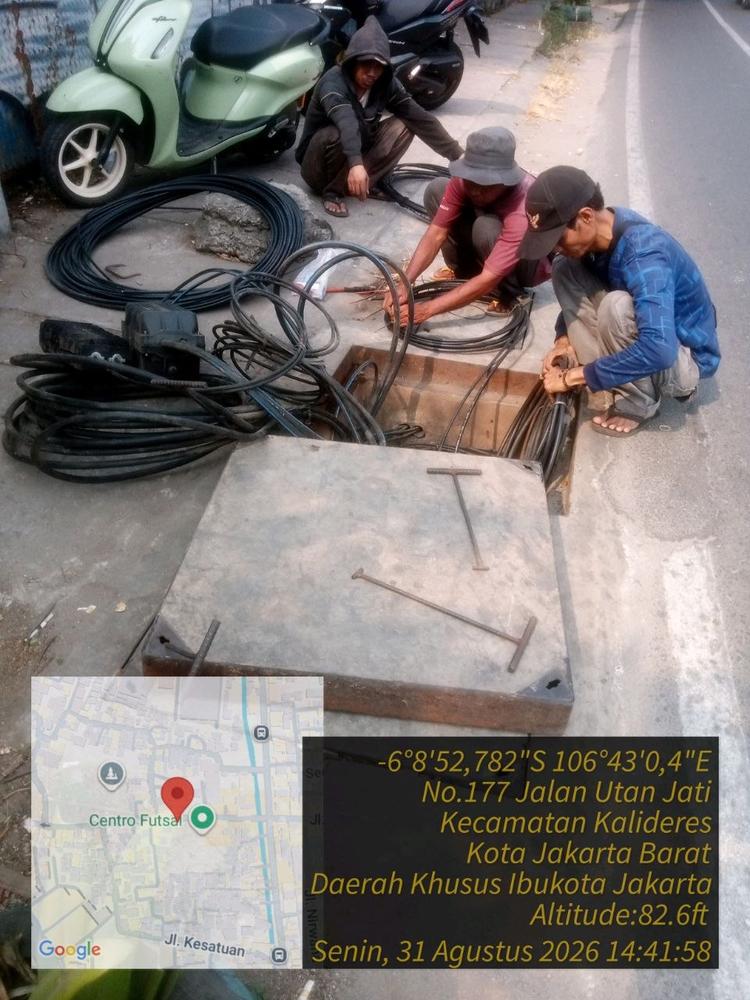 Centro Futsal
Jl. Kesatuan
Google
-6°8'52,782"S 106°43'0,4"E
No.177 Jalan Utan Jati
Kecamatan Kalideres
Kota Jakarta Barat
Daerah Khusus Ibukota Jakarta
Altitude:82.6ft
Senin, 31 Agustus 2026 14:41:58